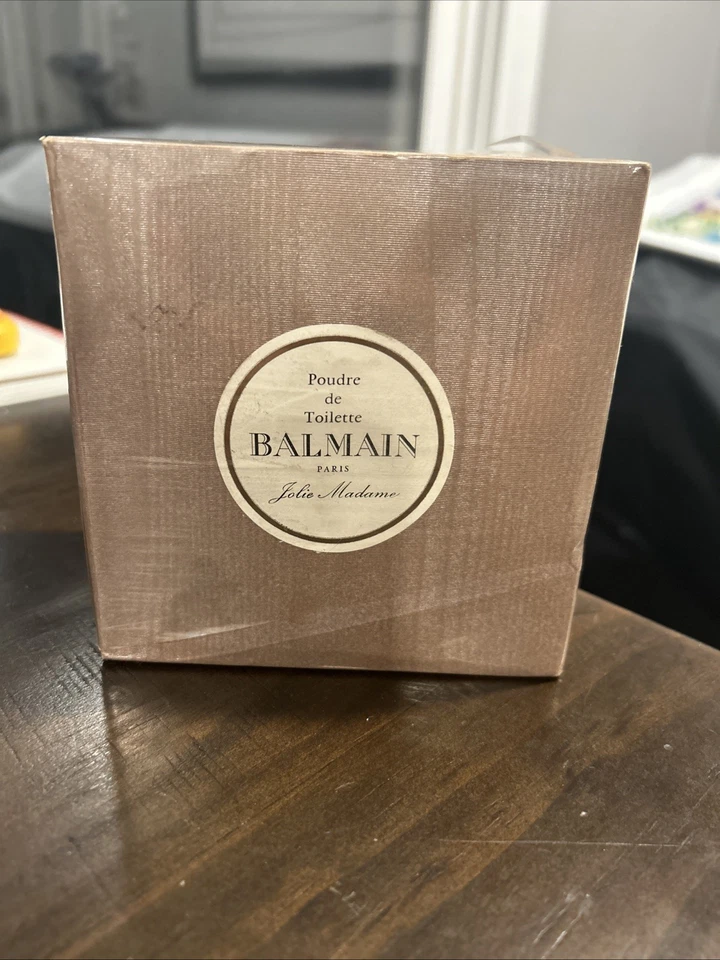 Poudre
de
Toilette
BALMAIN
PARIS
Jolie Madame